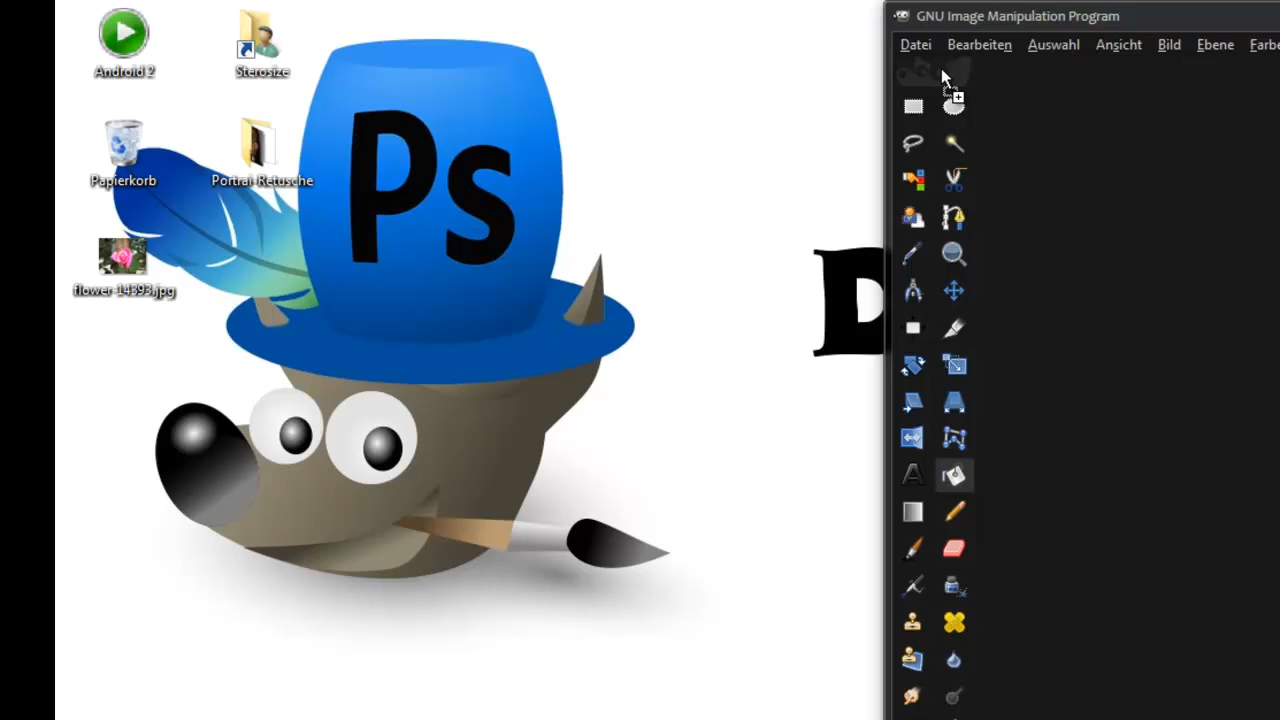 Android 2
Sterosize
Papierkorb
Portrai-Retusche
flower-14393.jpg
Ps
D
GNU Image Manipulation Program
Datei Bearbeiten Auswahl Ansicht Bild Ebene Farbe